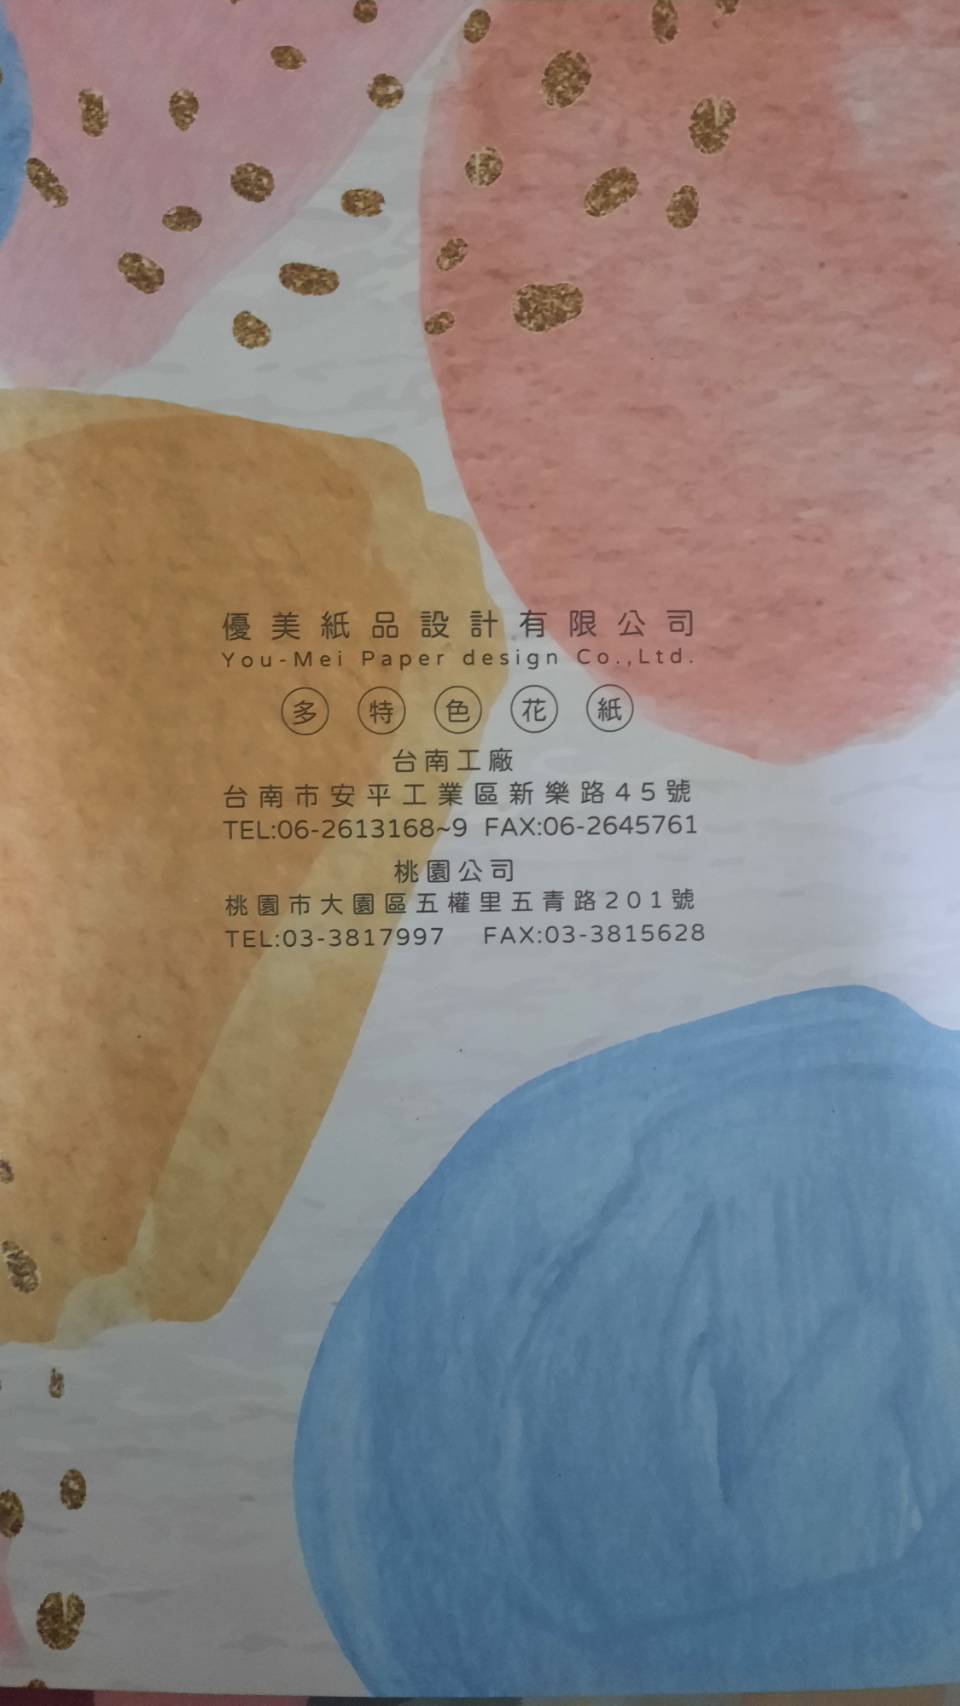 優美紙品設計有限公司
You-Mei Paper design Co.,Ltd.
多特色花紙
台南工廠
台南市安平工業區新樂路45號
TEL:06-2613168~9 FAX:06-2645761
桃園公司
桃園市大園區五權里五青路201號
TEL:03-3817997 FAX:03-3815628